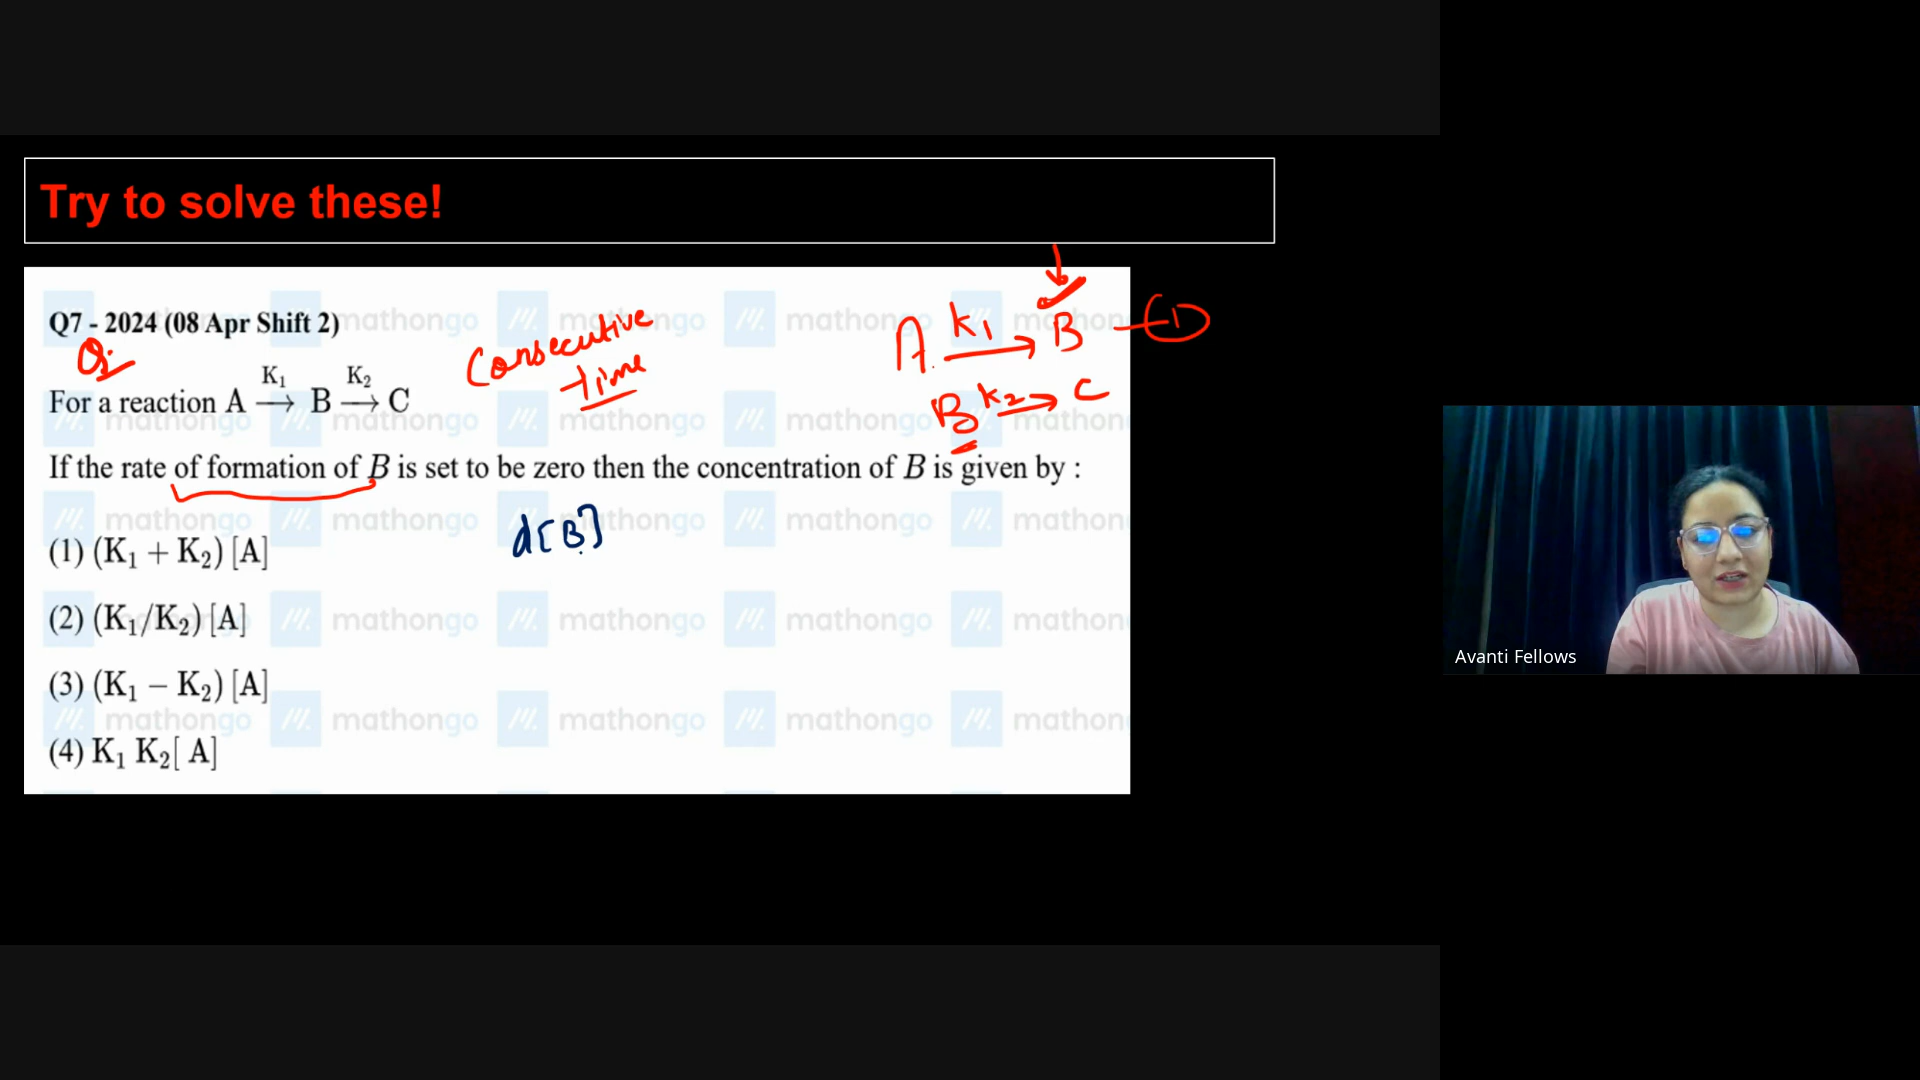 Try to solve these!
Q7 - 2024 (08 Apr Shift 2)
Q:
Consecutive
time
A K1 → B — ①
B K2 → C
For a reaction A K₁ → B K₂ → C
If the rate of formation of B is set to be zero then the concentration of B is given by :
d[B]
(1) (K₁ + K₂) [A]
(2) (K₁/K₂) [A]
(3) (K₁ − K₂) [A]
(4) K₁ K₂[ A]
mathongo
Avanti Fellows